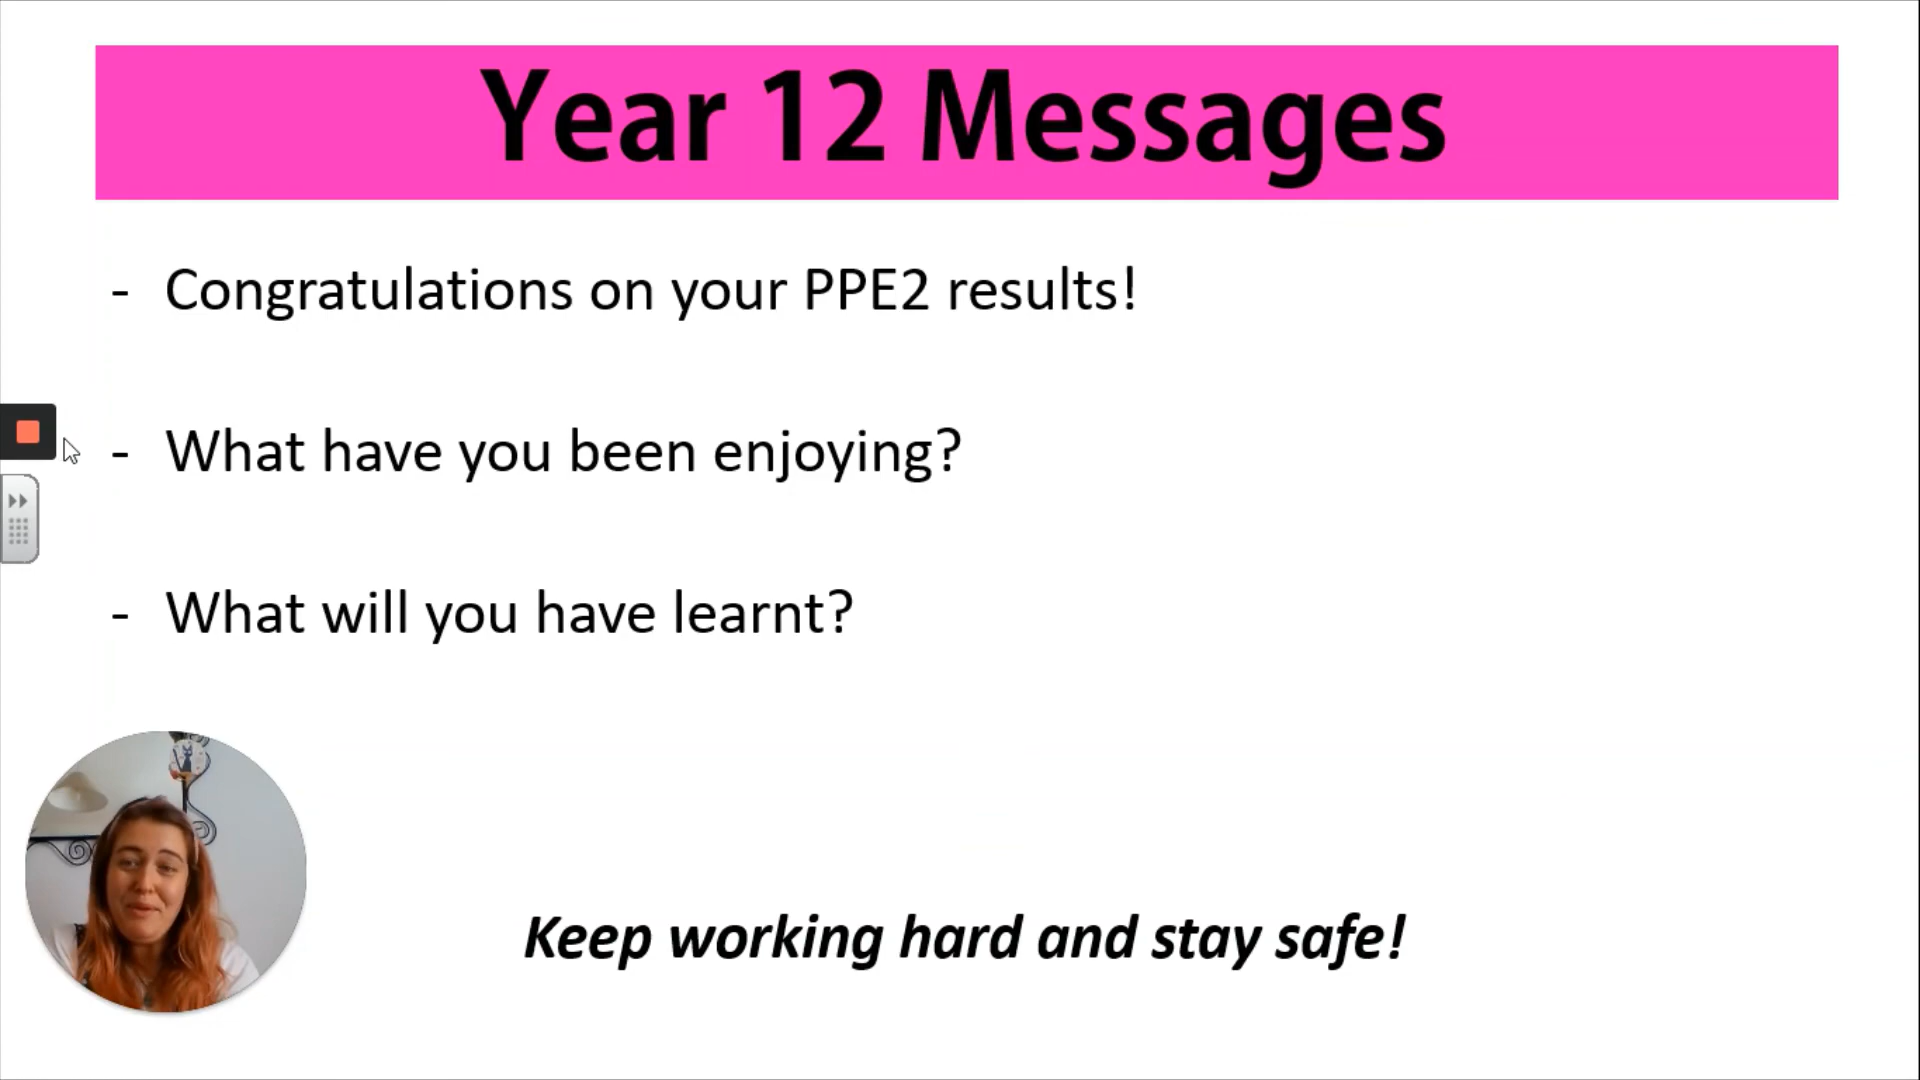 Year 12 Messages
- Congratulations on your PPE2 results!
- What have you been enjoying?
- What will you have learnt?
Keep working hard and stay safe!